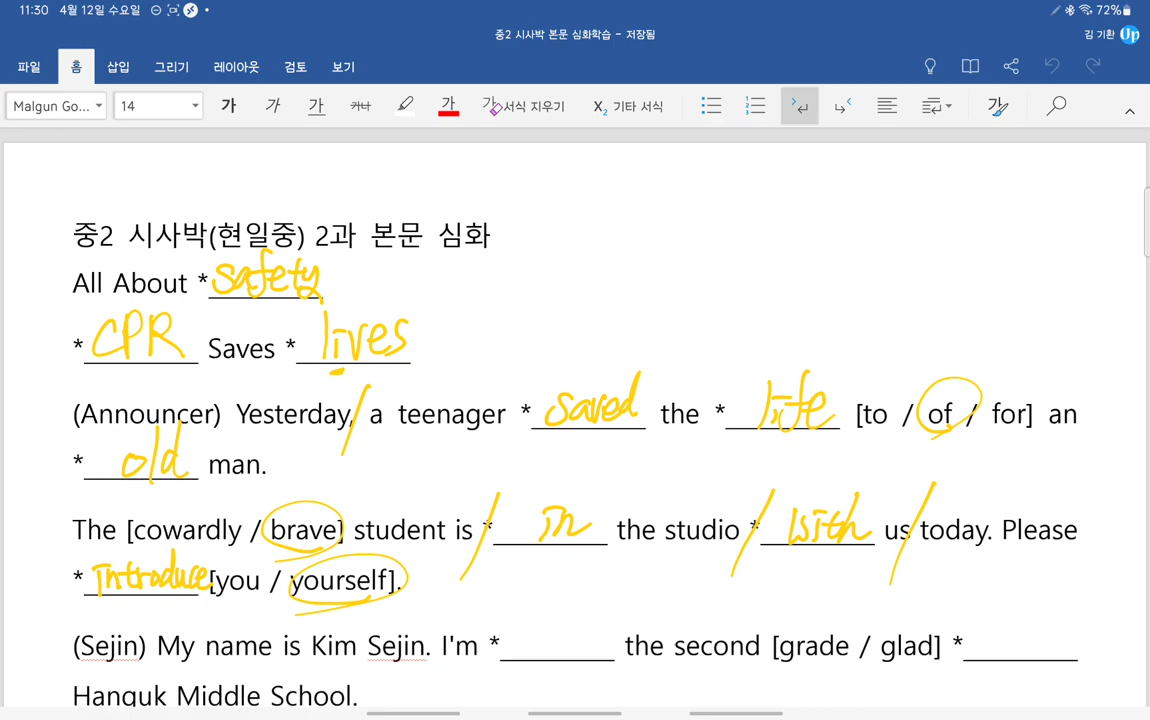 11:30 4월 12일 수요일 72%
중2 시사박 본문 심화학습 - 저장됨
김 기환 Up
파일 홈 삽입 그리기 레이아웃 검토 보기
Malgun Go... 14 가 가 가 가나 가 가 서식 지우기 X₂ 기타 서식 가
중2 시사박(현일중) 2과 본문 심화
All About *safety
*CPR Saves *lives
(Announcer) Yesterday, a teenager *saved the *life [to / of / for] an
*old man.
The [cowardly / brave] student is *in the studio *with us today. Please
*introduce [you / yourself].
(Sejin) My name is Kim Sejin. I'm *________ the second [grade / glad] *________
Hanguk Middle School.